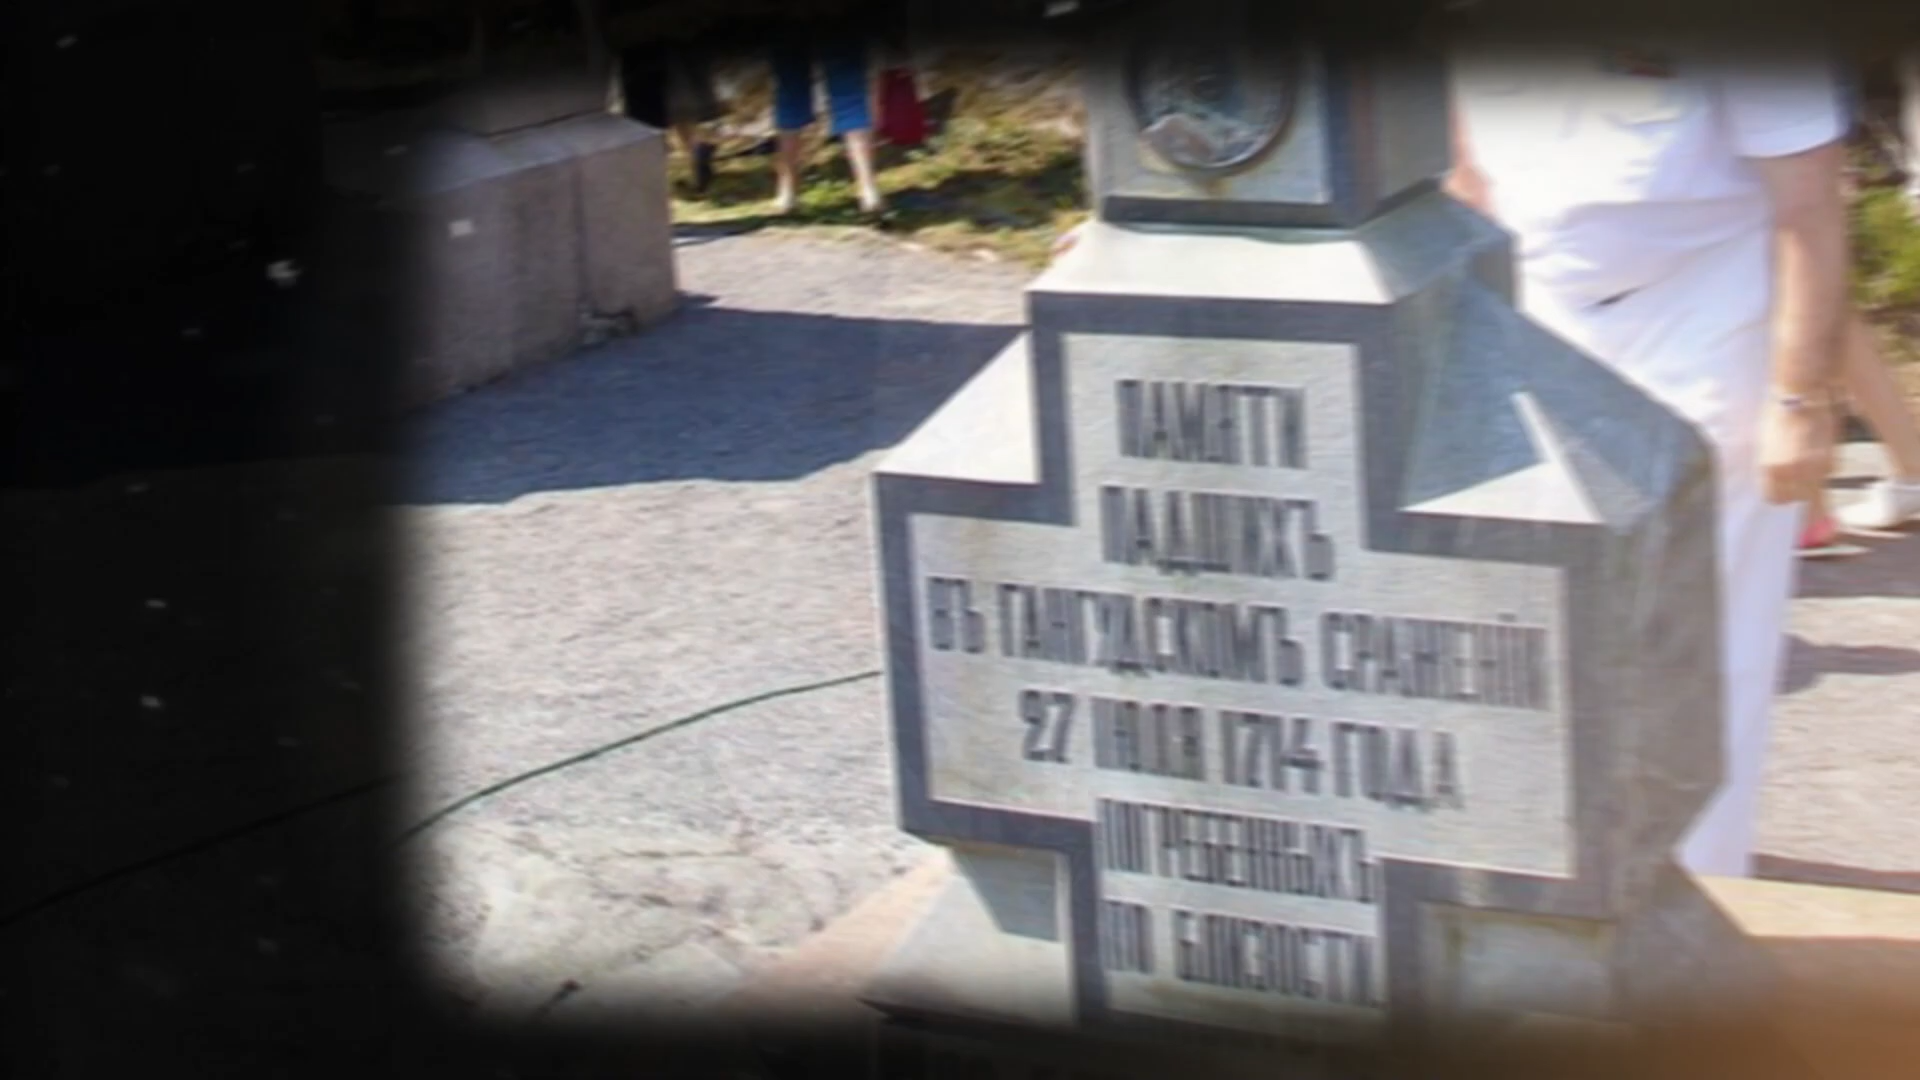 ПАМЯТИ
ПАДШИХЪ
ВЪ ГАНГУДСКОМЪ СРАЖЕНІИ
27 ІЮЛЯ 1714 ГОДА
ПОГРЕБЕННЫХЪ
ПО БЛИЗОСТИ